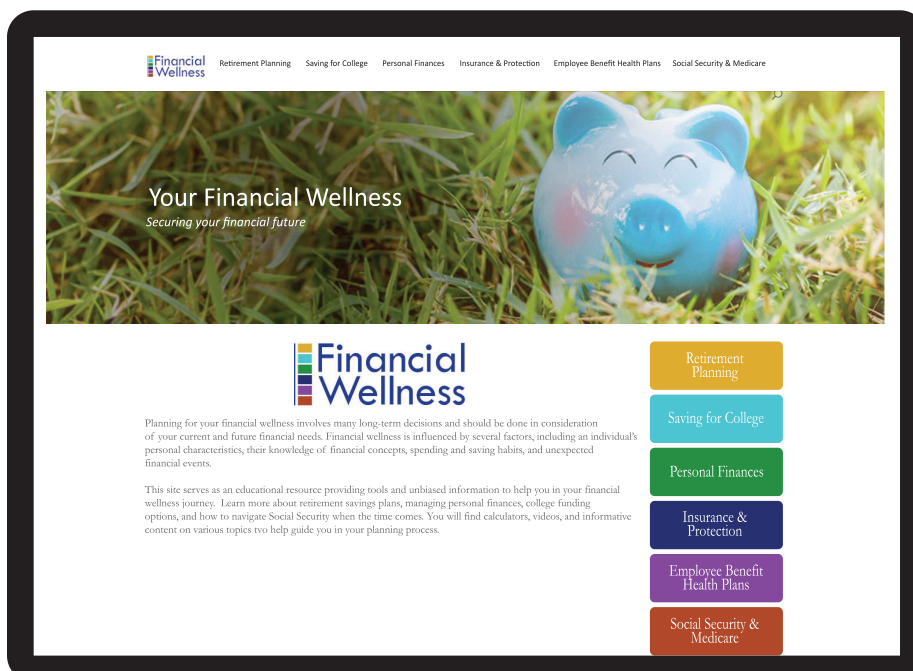 Financial
Wellness
Retirement Planning Saving for College Personal Finances Insurance & Protection Employee Benefit Health Plans Social Security & Medicare
Your Financial Wellness
Securing your financial future
Financial
Wellness
Planning for your financial wellness involves many long-term decisions and should be done in consideration
of your current and future financial needs. Financial wellness is influenced by several factors, including an individual's
personal characteristics, their knowledge of financial concepts, spending and saving habits, and unexpected
financial events.
This site serves as an educational resource providing tools and unbiased information to help you in your financial
wellness journey. Learn more about retirement savings plans, managing personal finances, college funding
options, and how to navigate Social Security when the time comes. You will find calculators, videos, and informative
content on various topics tvo help guide you in your planning process.
Retirement
Planning
Saving for College
Personal Finances
Insurance &
Protection
Employee Benefit
Health Plans
Social Security &
Medicare